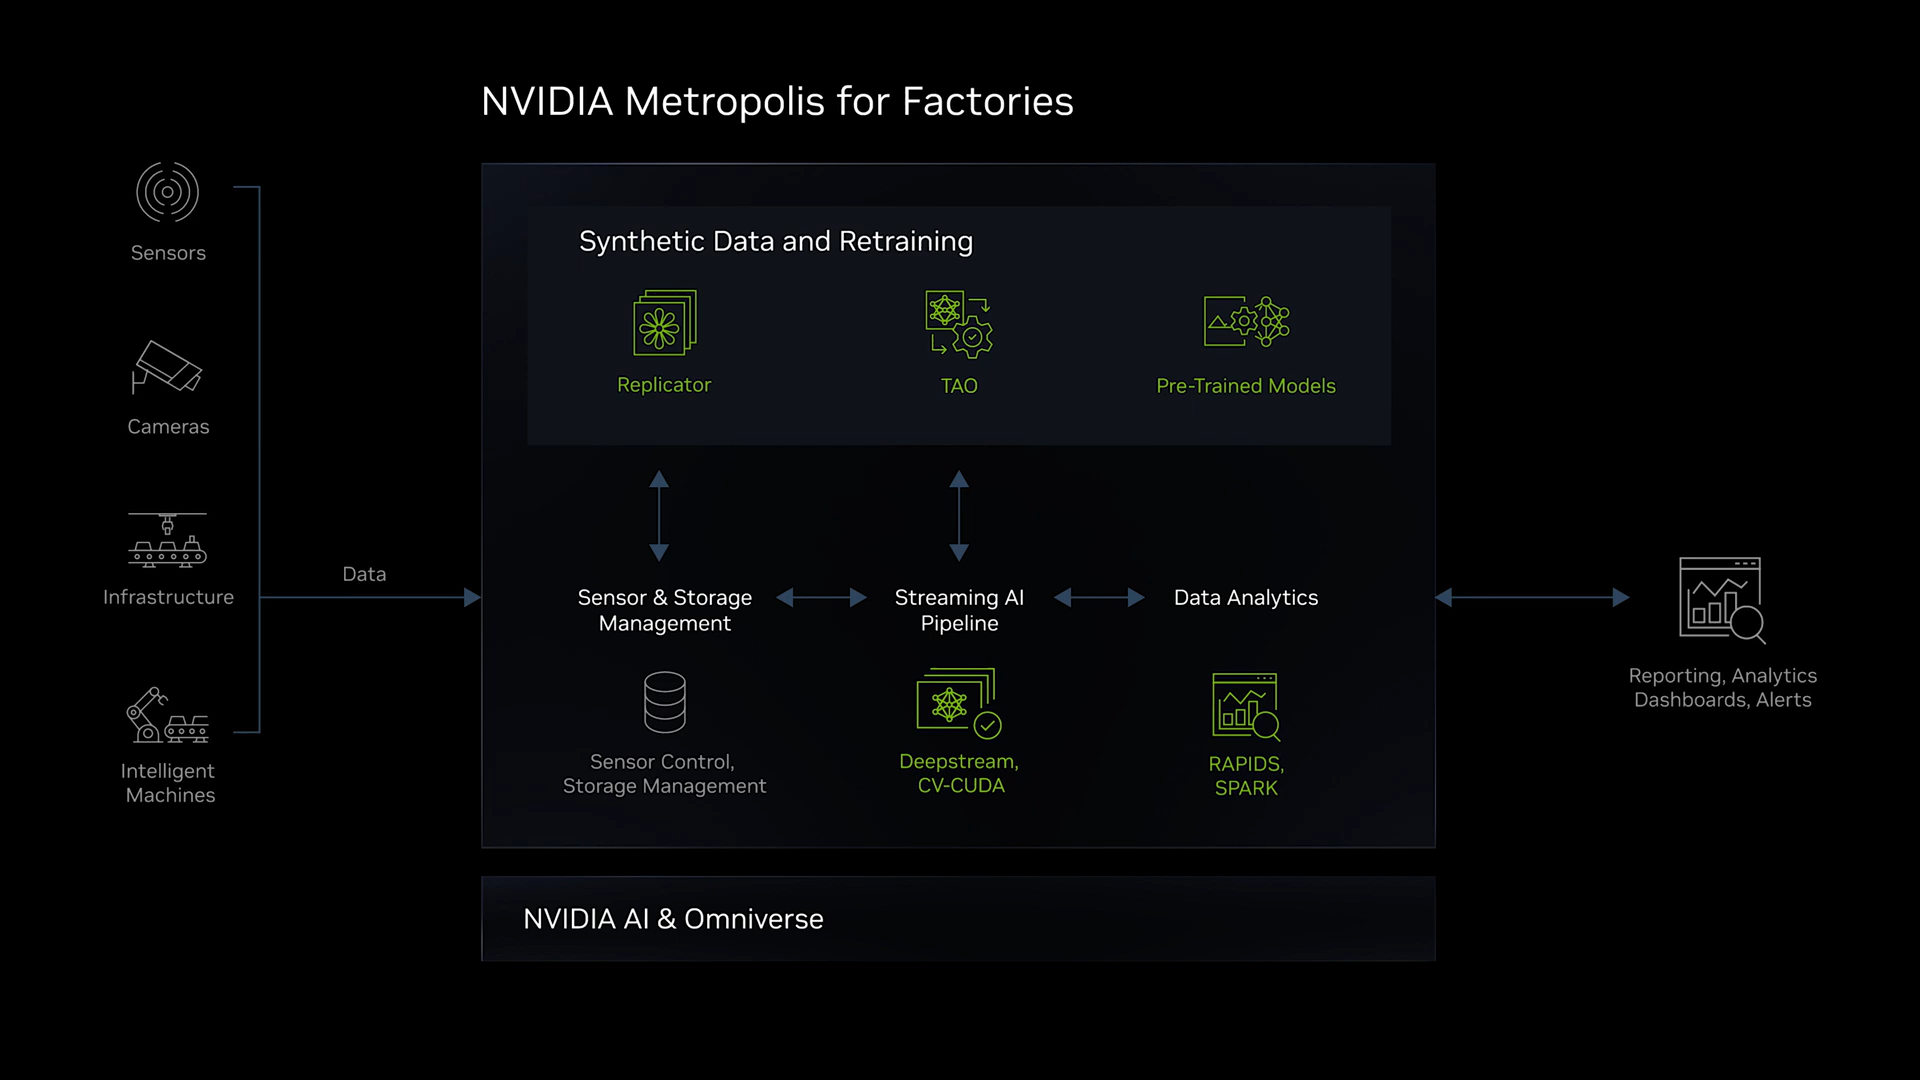 NVIDIA Metropolis for Factories
Sensors
Cameras
Infrastructure
Intelligent
Machines
Data
Synthetic Data and Retraining
Replicator
TAO
Pre-Trained Models
Sensor & Storage
Management
Streaming AI
Pipeline
Data Analytics
Sensor Control,
Storage Management
Deepstream,
CV-CUDA
RAPIDS,
SPARK
Reporting, Analytics
Dashboards, Alerts
NVIDIA AI & Omniverse